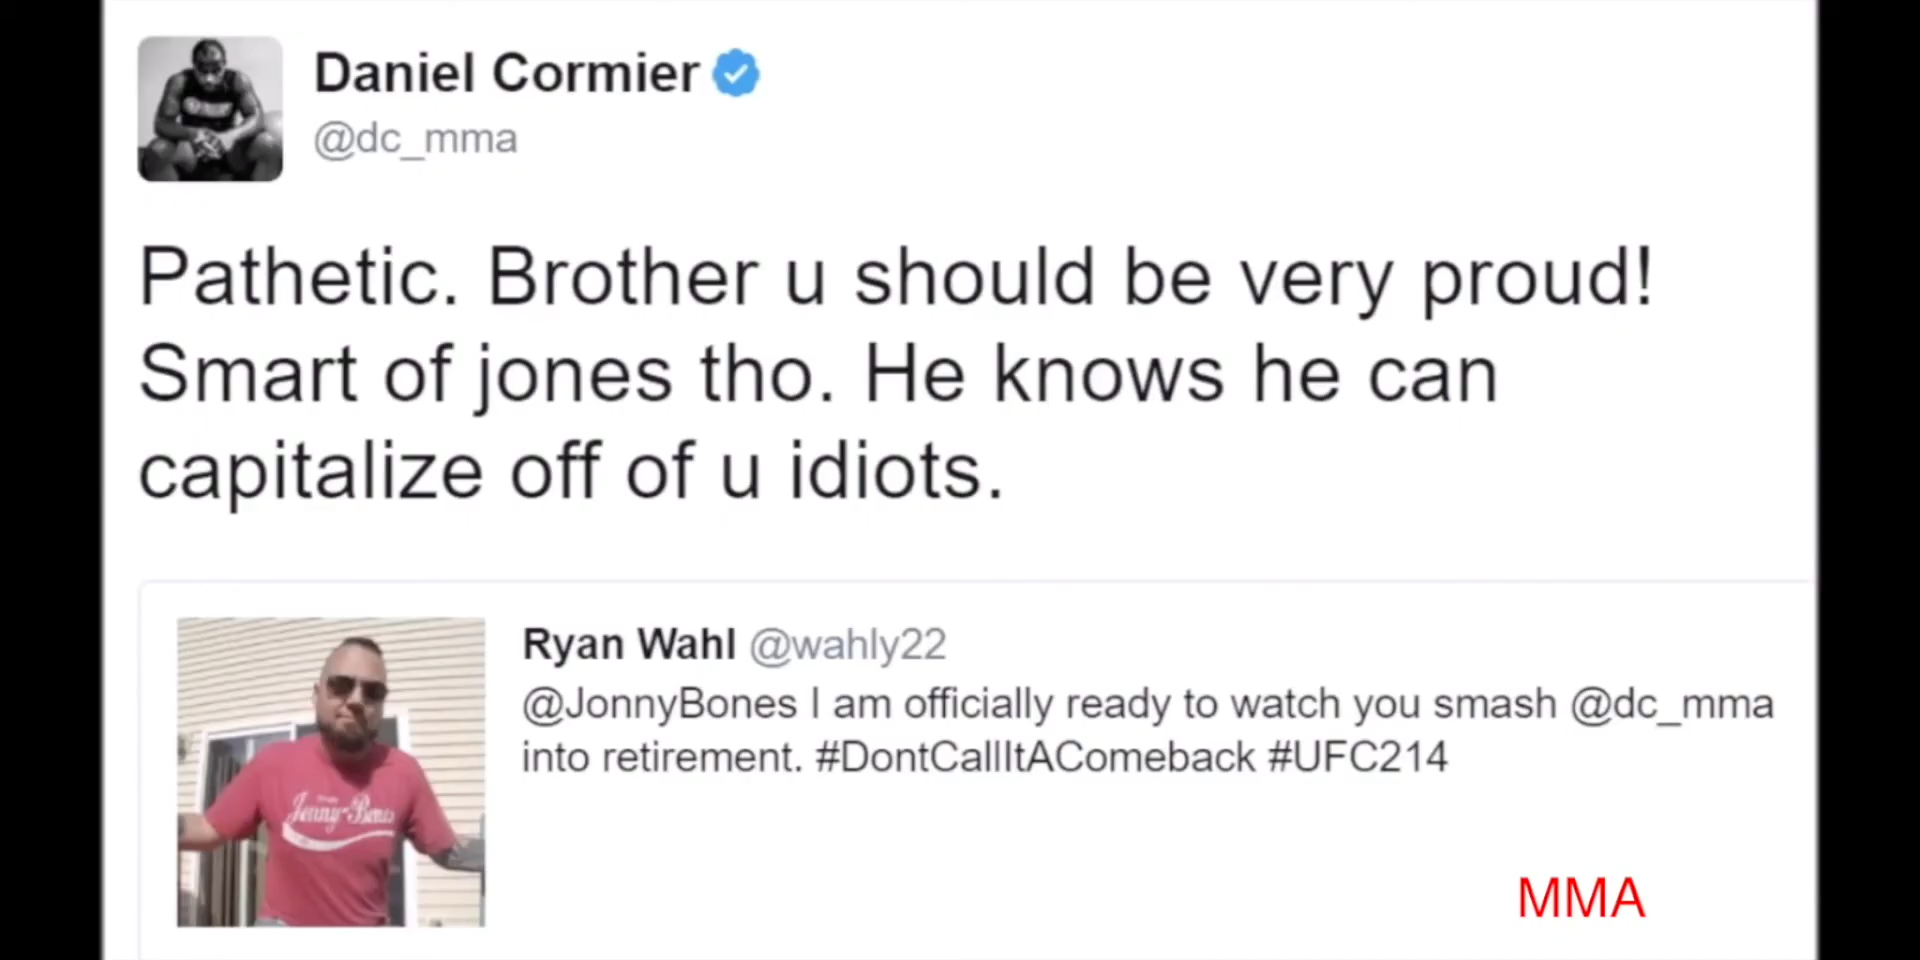 Daniel Cormier
@dc_mma
Pathetic. Brother u should be very proud!
Smart of jones tho. He knows he can
capitalize off of u idiots.
Ryan Wahl @wahly22
@JonnyBones I am officially ready to watch you smash @dc_mma
into retirement. #DontCallItAComeback #UFC214
Jonny Bones
MMA